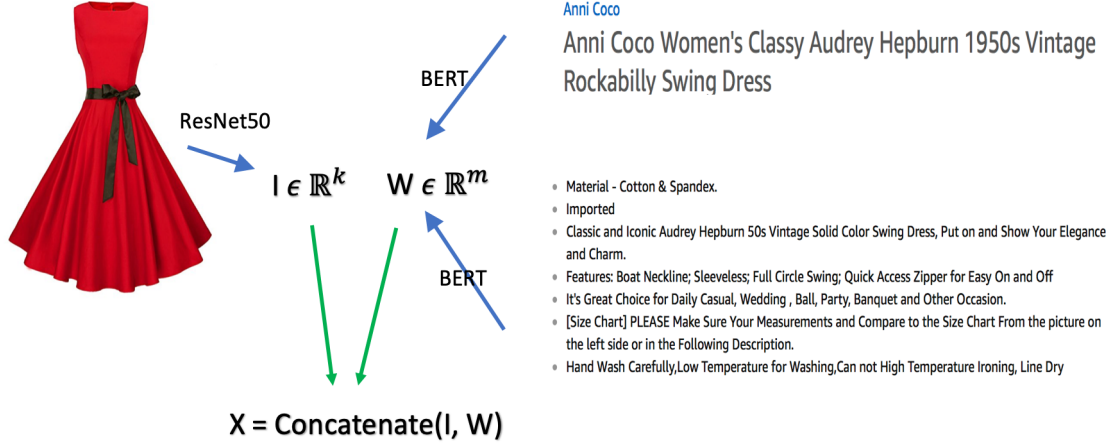 Anni Coco
Anni Coco Women's Classy Audrey Hepburn 1950s Vintage
Rockabilly Swing Dress
BERT
ResNet50
I ϵ ℝᵏ
W ϵ ℝᵐ
BERT
X = Concatenate(I, W)
Material - Cotton & Spandex.
Imported
Classic and Iconic Audrey Hepburn 50s Vintage Solid Color Swing Dress, Put on and Show Your Elegance
and Charm.
Features: Boat Neckline; Sleeveless; Full Circle Swing; Quick Access Zipper for Easy On and Off
It's Great Choice for Daily Casual, Wedding , Ball, Party, Banquet and Other Occasion.
[Size Chart] PLEASE Make Sure Your Measurements and Compare to the Size Chart From the picture on
the left side or in the Following Description.
Hand Wash Carefully,Low Temperature for Washing,Can not High Temperature Ironing, Line Dry